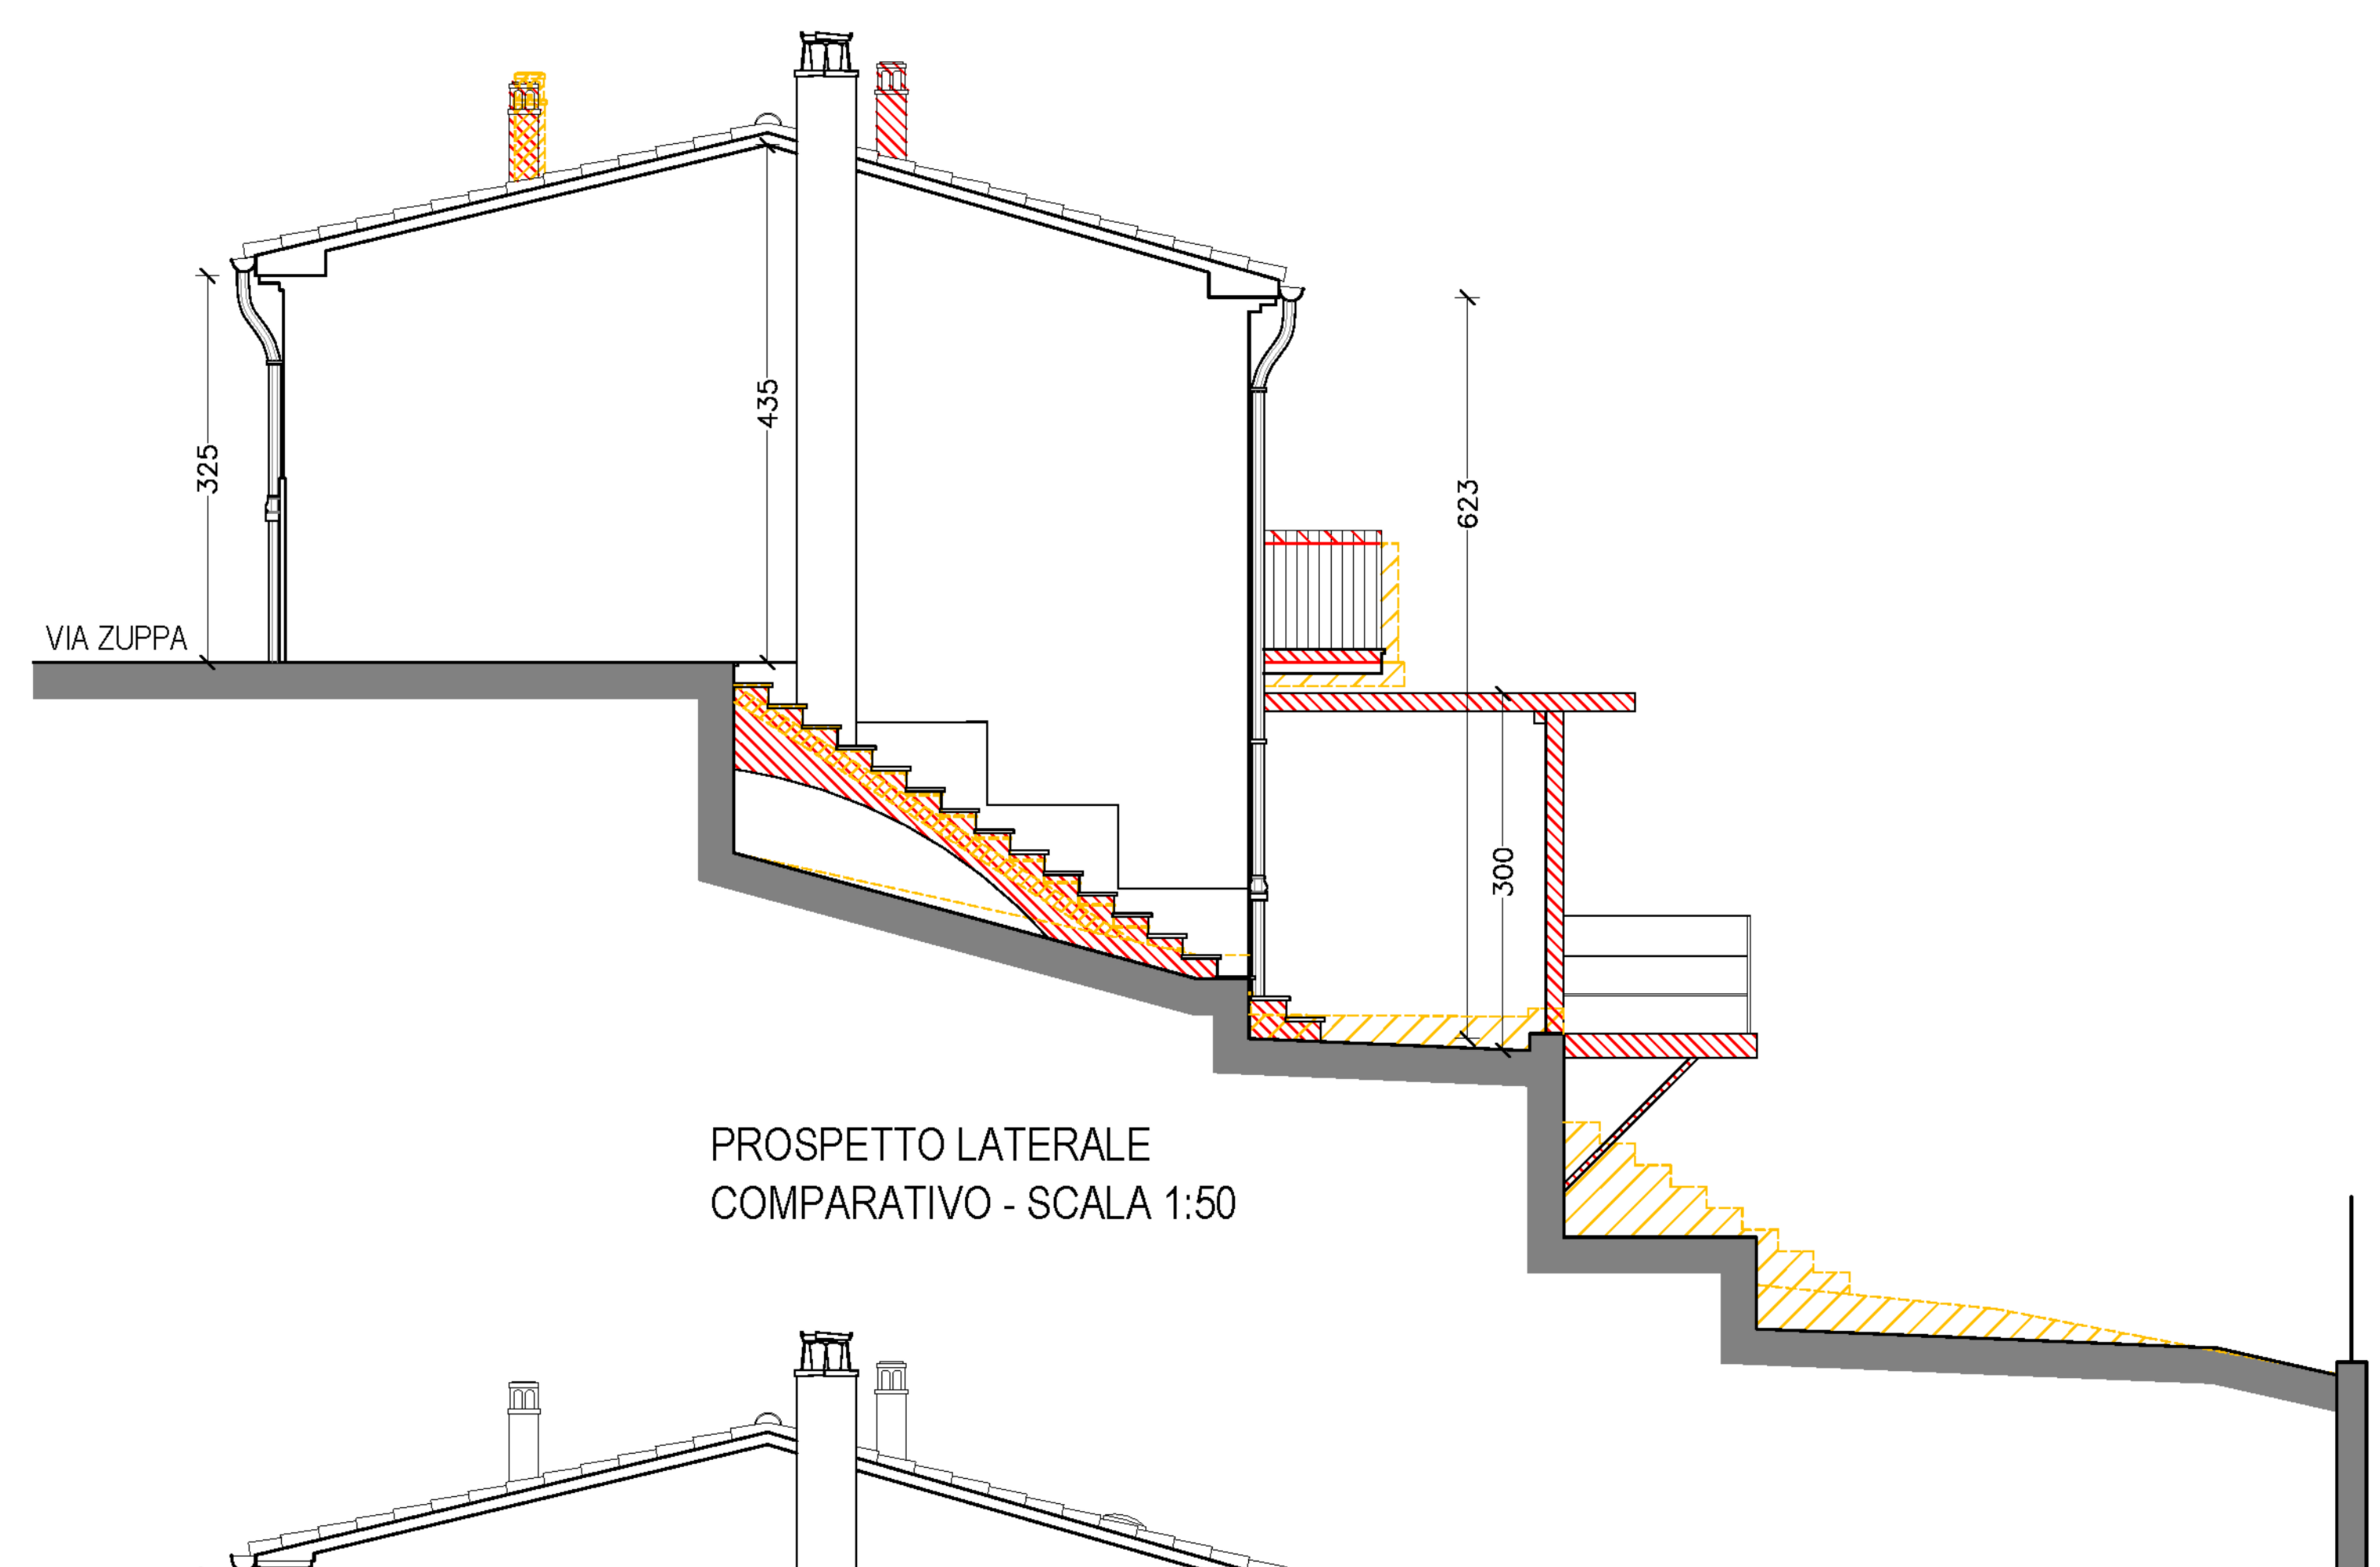 435
325
623
VIA ZUPPA
300
PROSPETTO LATERALE
COMPARATIVO - SCALA 1:50